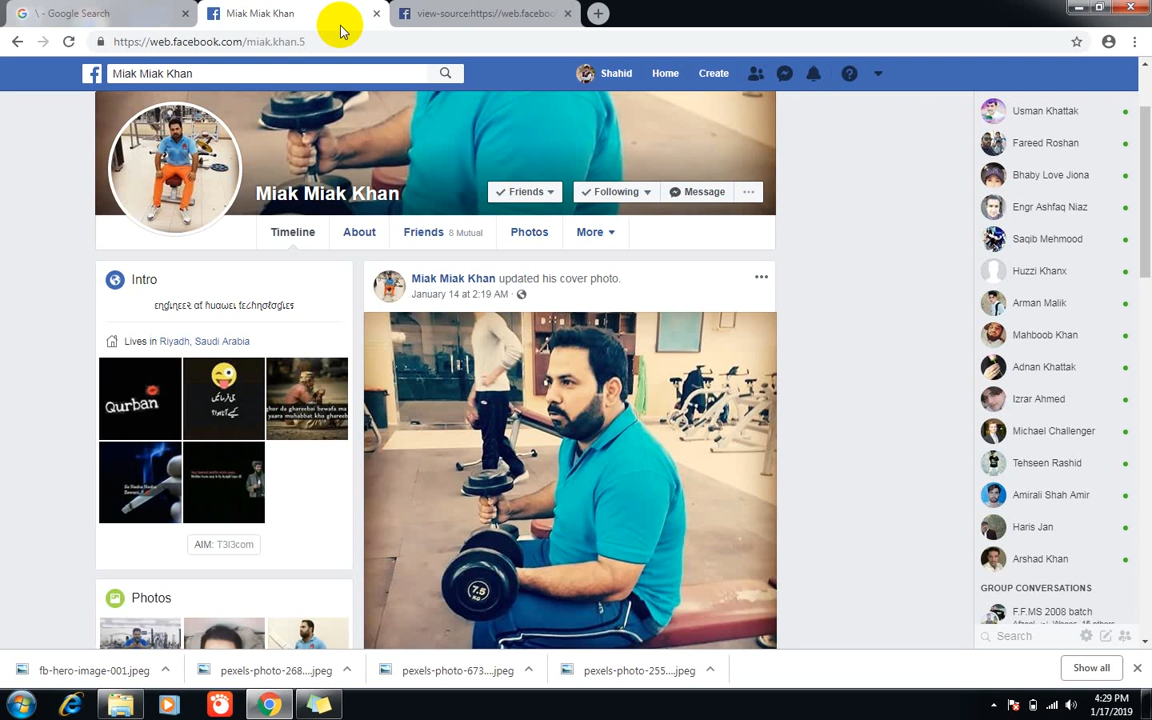 \ - Google Search
Miak Miak Khan
view-source:https://web.faceboo
https://web.facebook.com/miak.khan.5
Miak Miak Khan
Shahid Home Create
Miak Miak Khan
Friends Following Message
Timeline About Friends 8 Mutual Photos More
Intro
engineer at huawei technologies
Lives in Riyadh, Saudi Arabia
Qurban
AIM: T3l3com
Photos
Miak Miak Khan updated his cover photo.
January 14 at 2:19 AM
7.5
KG
Usman Khattak
Fareed Roshan
Bhaby Love Jiona
Engr Ashfaq Niaz
Saqib Mehmood
Huzzi Khanx
Arman Malik
Mahboob Khan
Adnan Khattak
Izrar Ahmed
Michael Challenger
Tehseen Rashid
Amirali Shah Amir
Haris Jan
Arshad Khan
GROUP CONVERSATIONS
F.F.MS 2008 batch
Search
fb-hero-image-001.jpeg
pexels-photo-268....jpeg
pexels-photo-673....jpeg
pexels-photo-255....jpeg
Show all
4:29 PM
1/17/2019